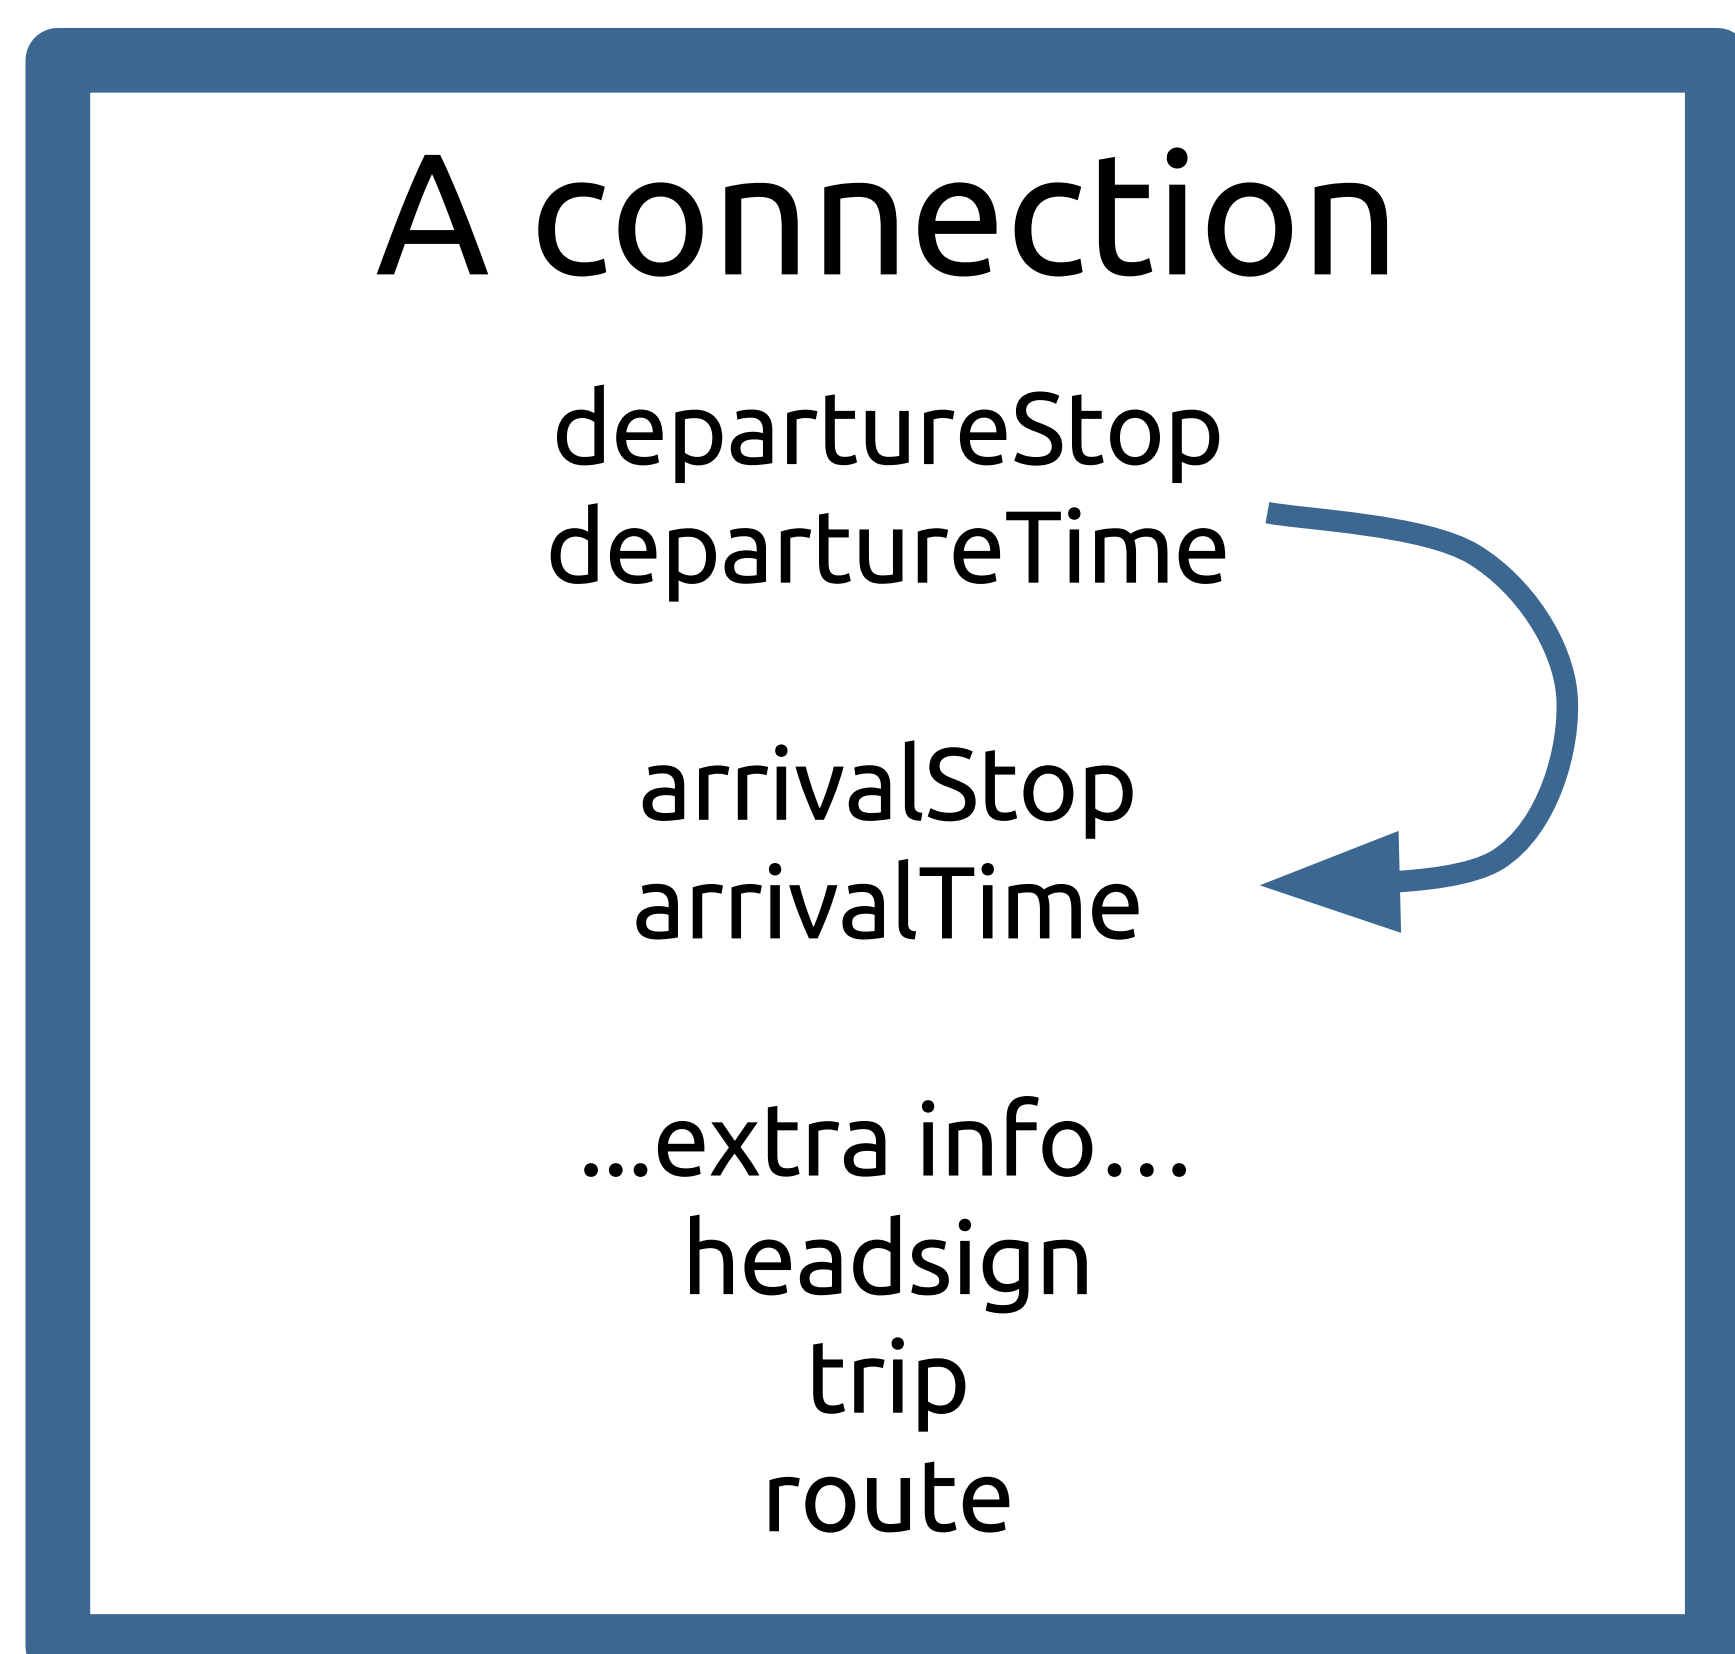 A connection
departureStop
departureTime
arrivalStop
arrivalTime
...extra info…
headsign
trip
route